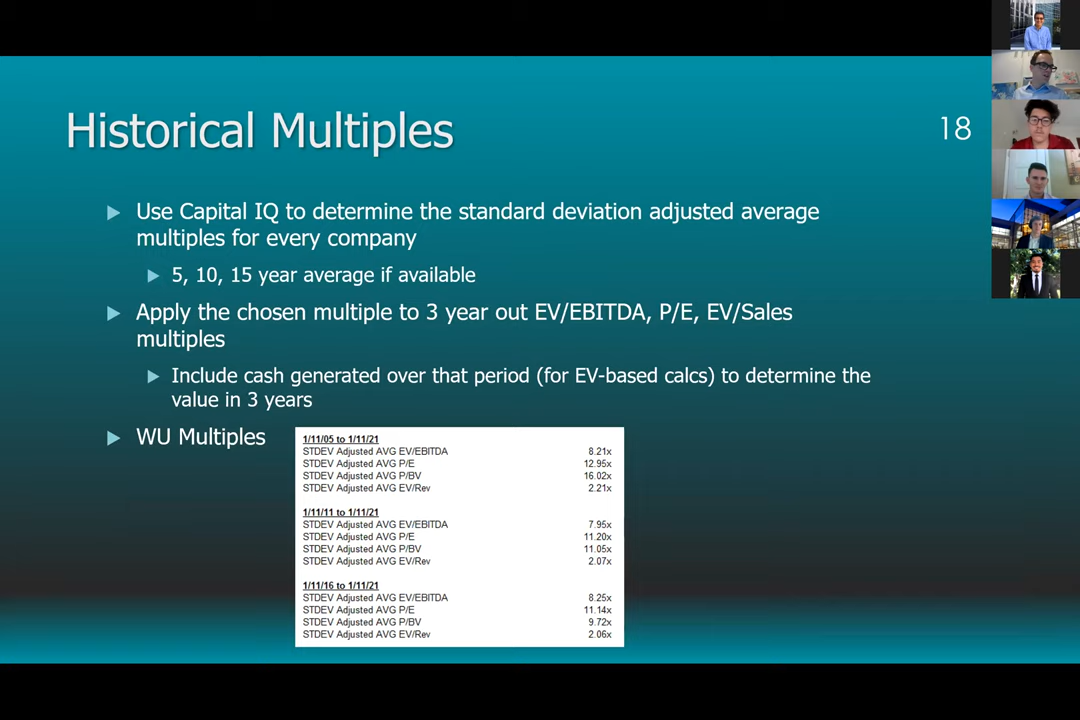 Historical Multiples
18
▶ Use Capital IQ to determine the standard deviation adjusted average
multiples for every company
▶ 5, 10, 15 year average if available
▶ Apply the chosen multiple to 3 year out EV/EBITDA, P/E, EV/Sales
multiples
▶ Include cash generated over that period (for EV-based calcs) to determine the
value in 3 years
▶ WU Multiples
1/11/05 to 1/11/21
STDEV Adjusted AVG EV/EBITDA 8.21x
STDEV Adjusted AVG P/E 12.95x
STDEV Adjusted AVG P/BV 16.02x
STDEV Adjusted AVG EV/Rev 2.21x
1/11/11 to 1/11/21
STDEV Adjusted AVG EV/EBITDA 7.95x
STDEV Adjusted AVG P/E 11.20x
STDEV Adjusted AVG P/BV 11.05x
STDEV Adjusted AVG EV/Rev 2.07x
1/11/16 to 1/11/21
STDEV Adjusted AVG EV/EBITDA 8.25x
STDEV Adjusted AVG P/E 11.14x
STDEV Adjusted AVG P/BV 9.72x
STDEV Adjusted AVG EV/Rev 2.06x